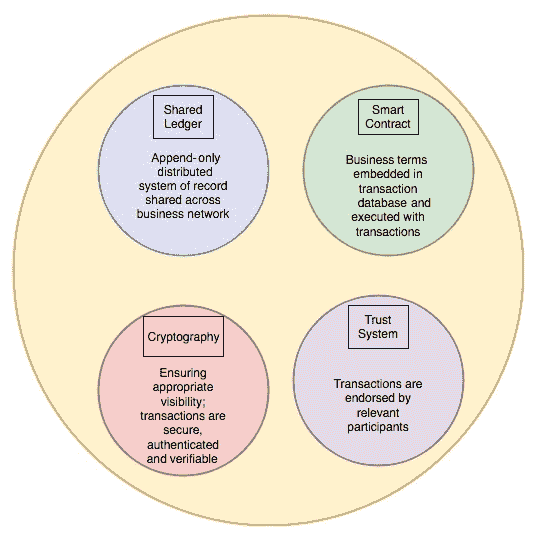 Shared
Ledger
Append-only
distributed
system of record
shared across
business network
Smart
Contract
Business terms
embedded in
transaction
database and
executed with
transactions
Cryptography
Ensuring
appropriate
visibility;
transactions are
secure,
authenticated
and verifiable
Trust
System
Transactions are
endorsed by
relevant
participants